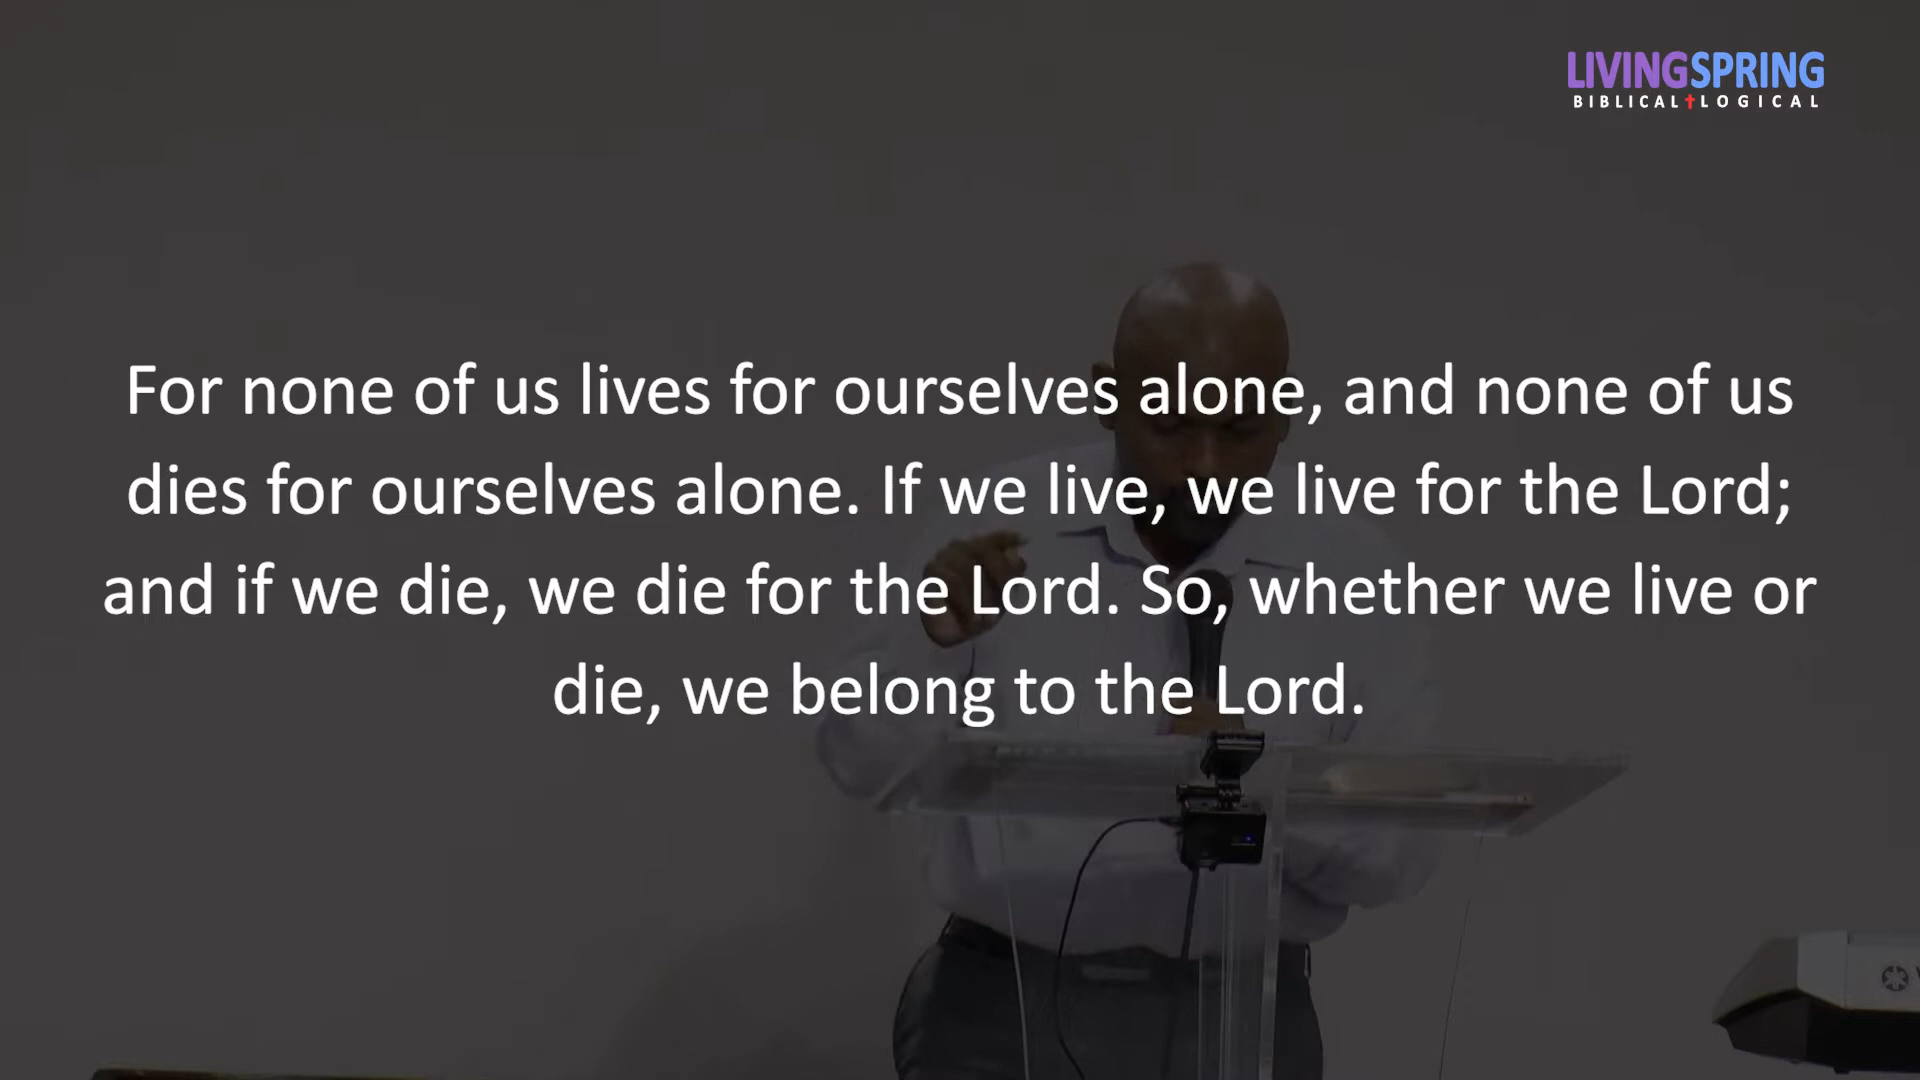 LIVINGSPRING
BIBLICAL✝LOGICAL
For none of us lives for ourselves alone, and none of us
dies for ourselves alone. If we live, we live for the Lord;
and if we die, we die for the Lord. So, whether we live or
die, we belong to the Lord.